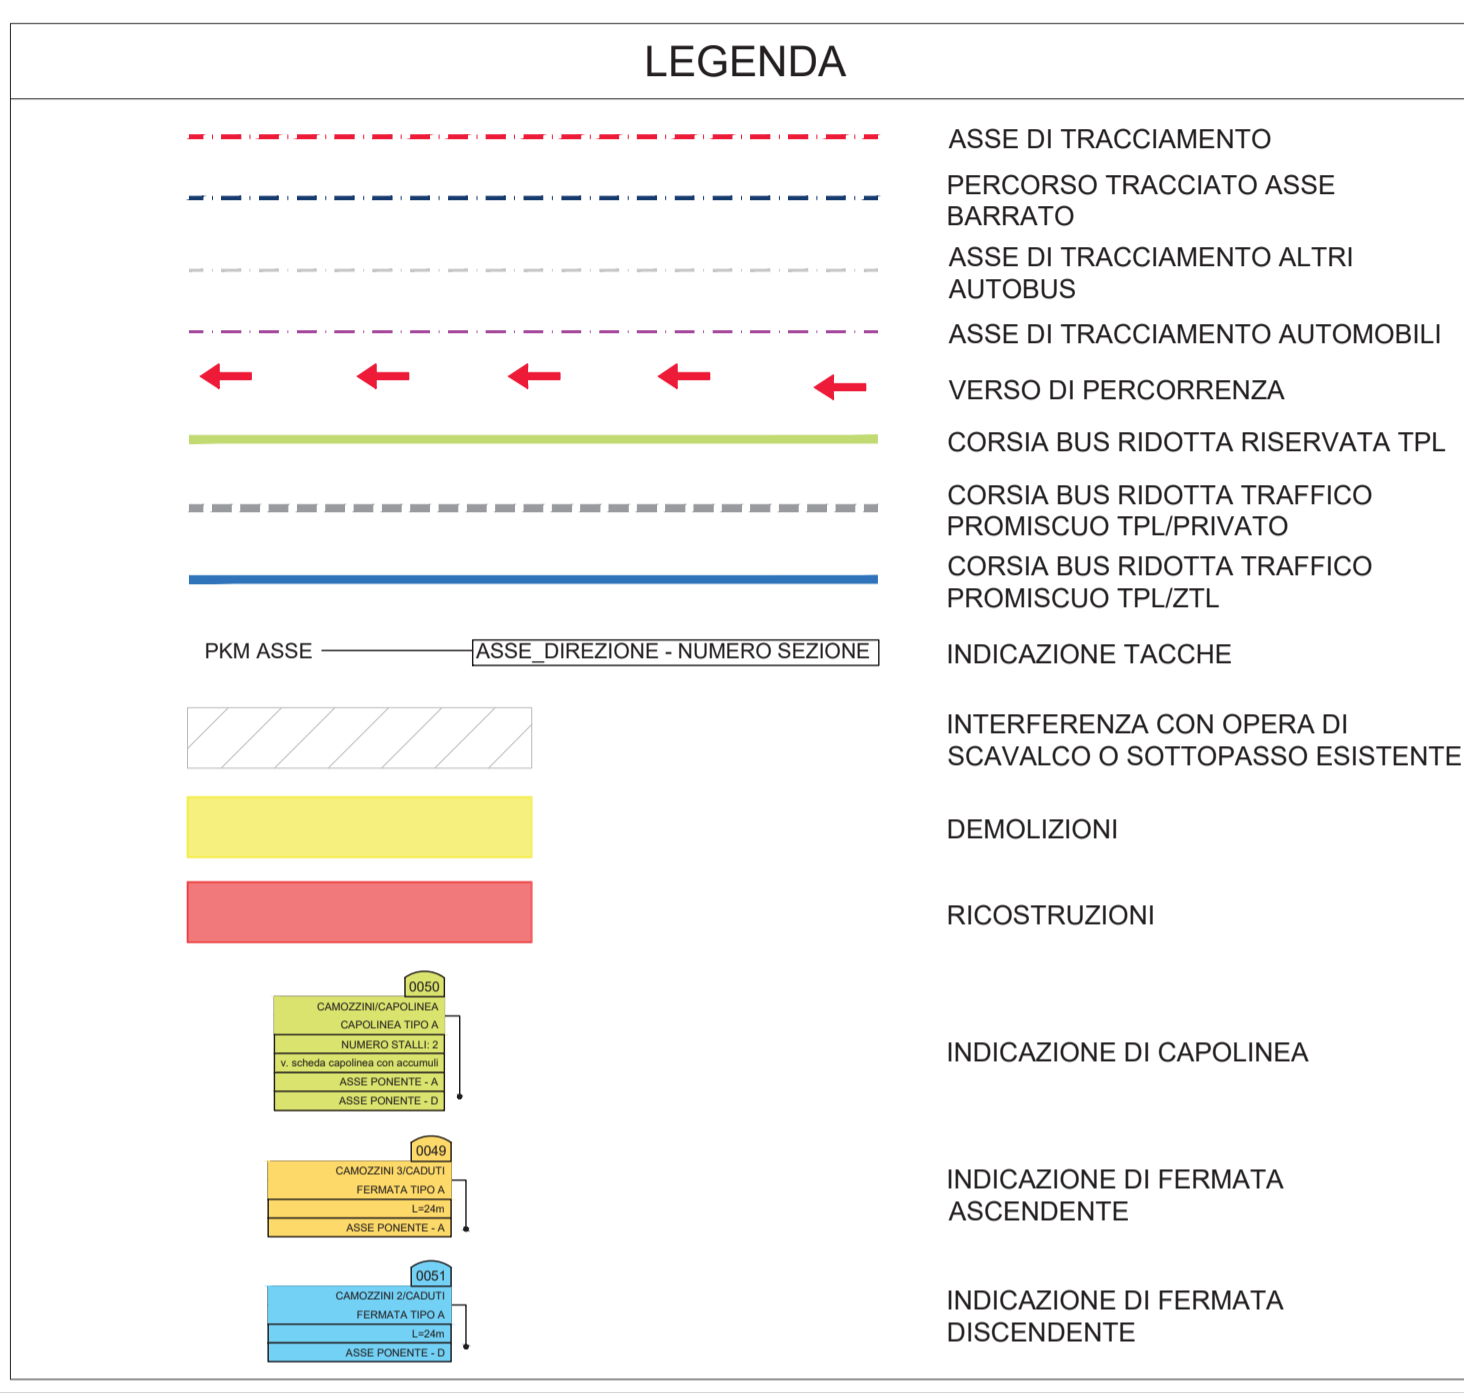 LEGENDA
ASSE DI TRACCIAMENTO
PERCORSO TRACCIATO ASSE
BARRATO
ASSE DI TRACCIAMENTO ALTRI
AUTOBUS
ASSE DI TRACCIAMENTO AUTOMOBILI
VERSO DI PERCORRENZA
CORSIA BUS RIDOTTA RISERVATA TPL
CORSIA BUS RIDOTTA TRAFFICO
PROMISCUO TPL/PRIVATO
CORSIA BUS RIDOTTA TRAFFICO
PROMISCUO TPL/ZTL
PKM ASSE
ASSE_DIREZIONE - NUMERO SEZIONE
INDICAZIONE TACCHE
INTERFERENZA CON OPERA DI
SCAVALCO O SOTTOPASSO ESISTENTE
DEMOLIZIONI
RICOSTRUZIONI
0050
CAMOZZINI/CAPOLINEA
CAPOLINEA TIPO A
NUMERO STALLI: 2
v. scheda capolinea con accumuli
ASSE PONENTE - A
ASSE PONENTE - D
INDICAZIONE DI CAPOLINEA
0049
CAMOZZINI 3/CADUTI
FERMATA TIPO A
L=24m
ASSE PONENTE - A
INDICAZIONE DI FERMATA
ASCENDENTE
0051
CAMOZZINI 2/CADUTI
FERMATA TIPO A
L=24m
ASSE PONENTE - D
INDICAZIONE DI FERMATA
DISCENDENTE